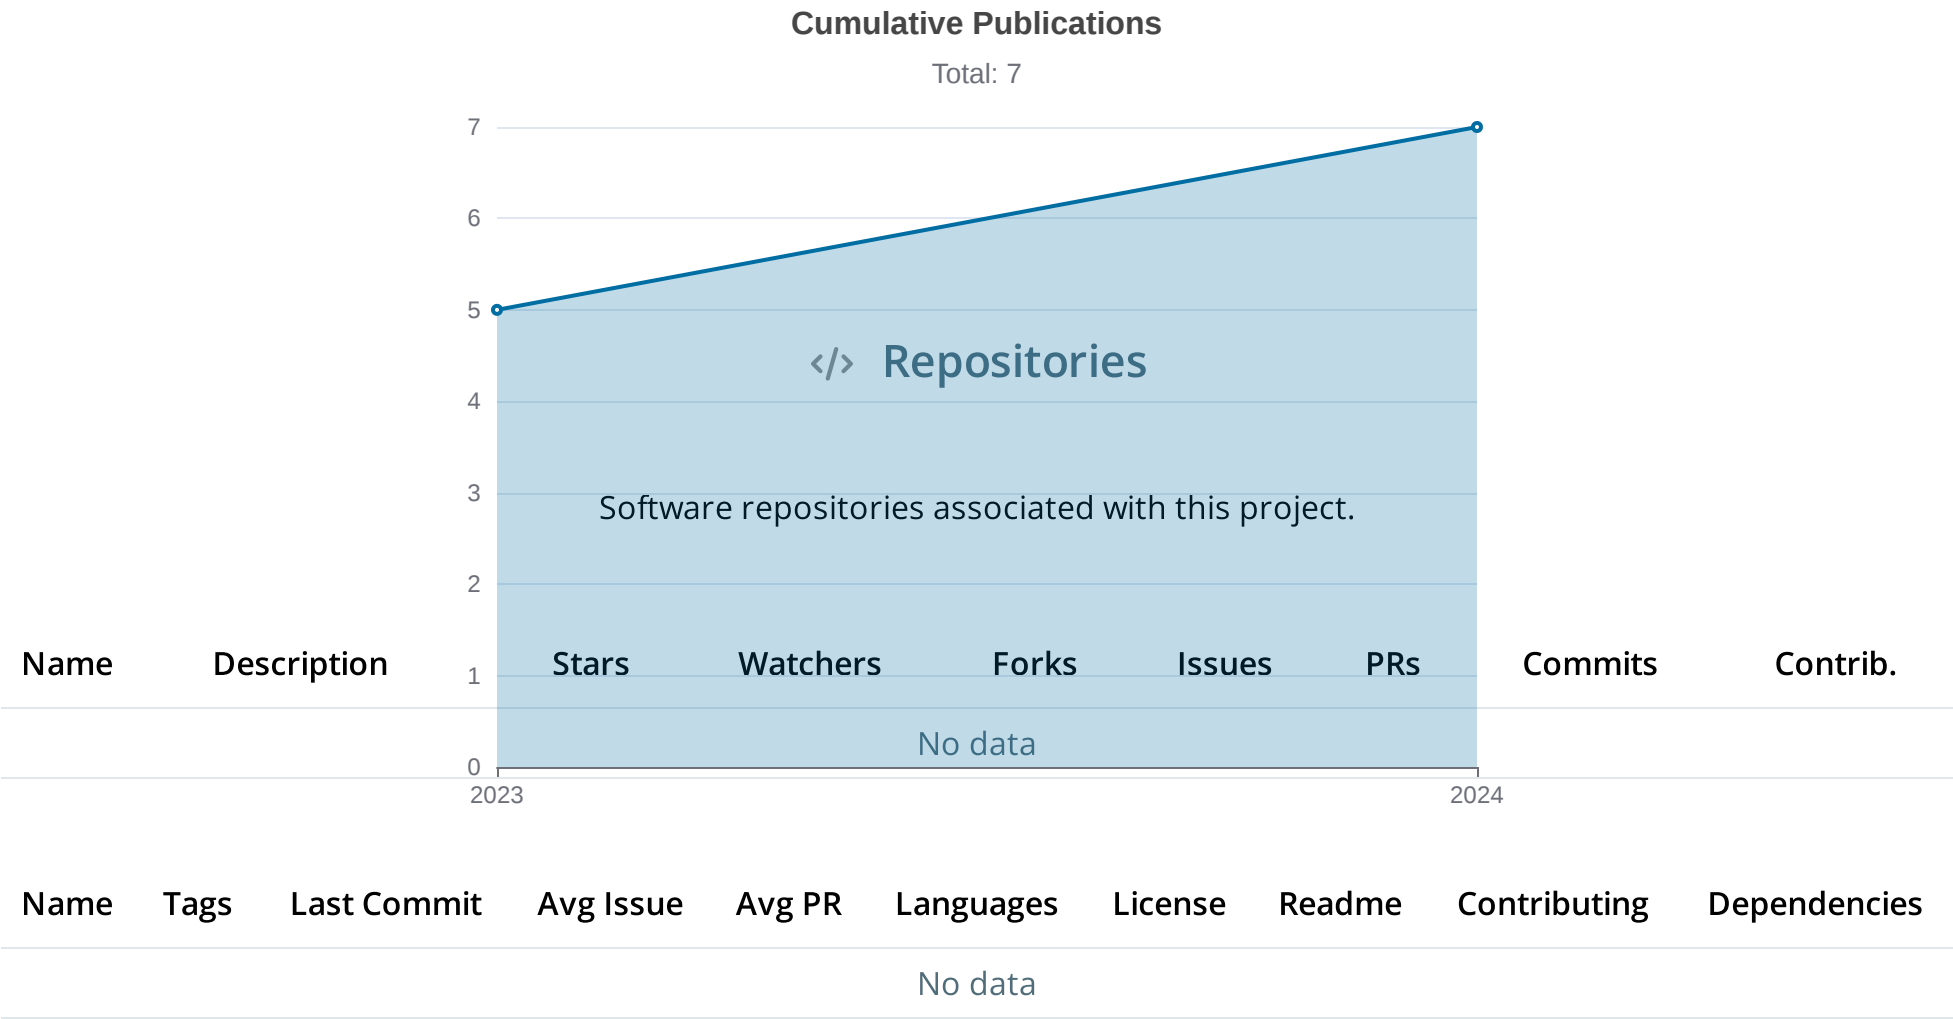 Cumulative Publications
Total: 7
7
6
5
</> Repositories
4
3
Software repositories associated with this project.
2
Name Description Stars Watchers Forks Issues PRs Commits Contrib.
1
No data
0
2023 2024
Name Tags Last Commit Avg Issue Avg PR Languages License Readme Contributing Dependencies
No data